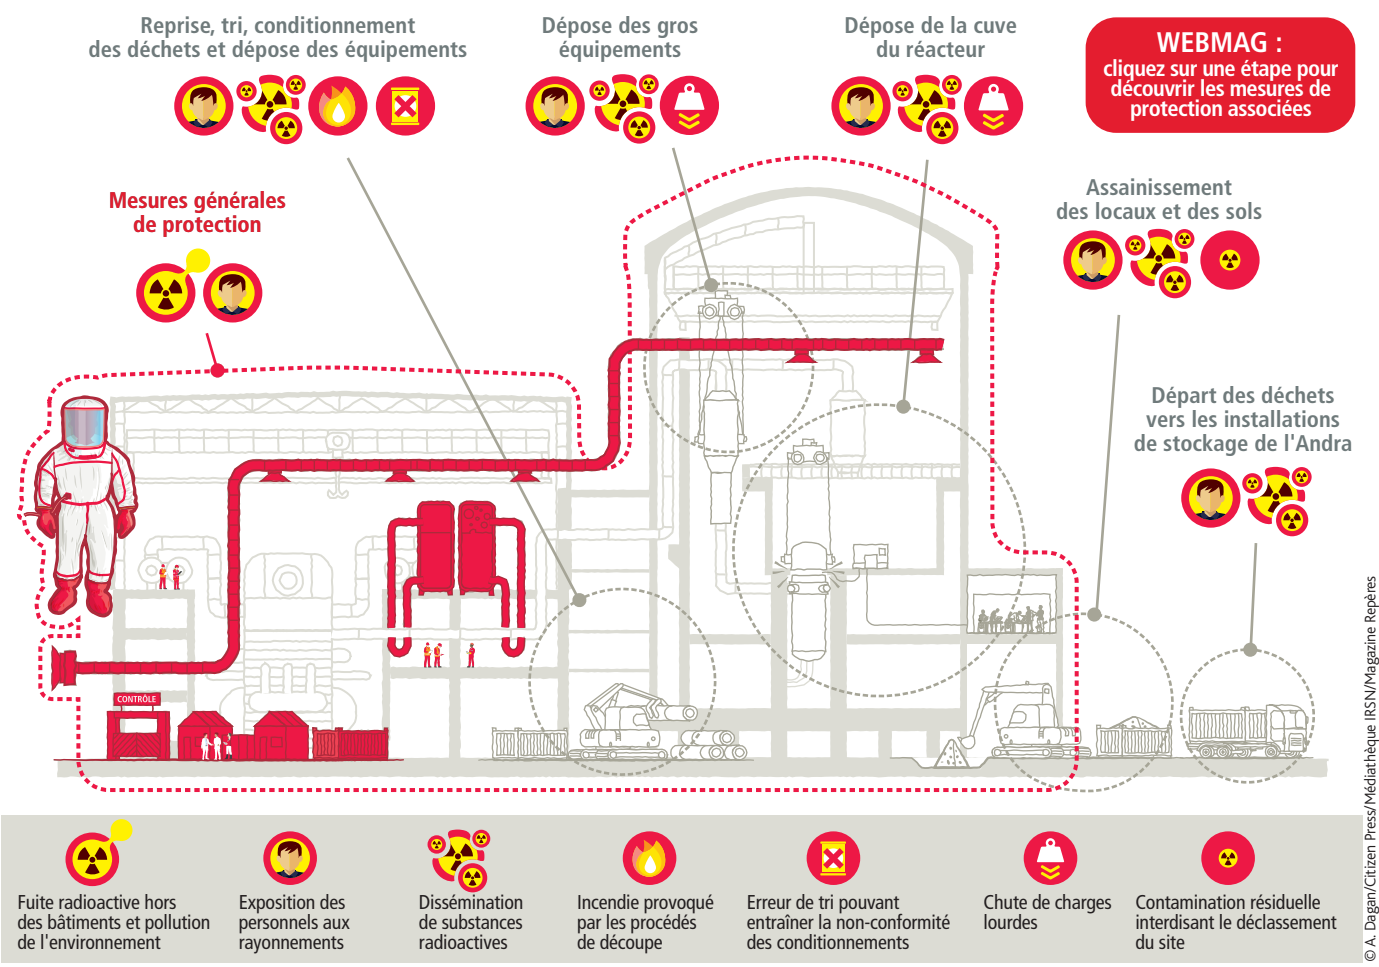 Reprise, tri, conditionnement
des déchets et dépose des équipements
Dépose des gros
équipements
Dépose de la cuve
du réacteur
WEBMAG :
cliquez sur une étape pour
découvrir les mesures de
protection associées
Mesures générales
de protection
Assainissement
des locaux et des sols
Départ des déchets
vers les installations
de stockage de l'Andra
CONTRÔLE
Fuite radioactive hors
des bâtiments et pollution
de l'environnement
Exposition des
personnels aux
rayonnements
Dissémination
de substances
radioactives
Incendie provoqué
par les procédés
de découpe
Erreur de tri pouvant
entraîner la non-conformité
des conditionnements
Chute de charges
lourdes
Contamination résiduelle
interdisant le déclassement
du site
© A. Dagan/Citizen Press/Médiathèque IRSN/Magazine Repères